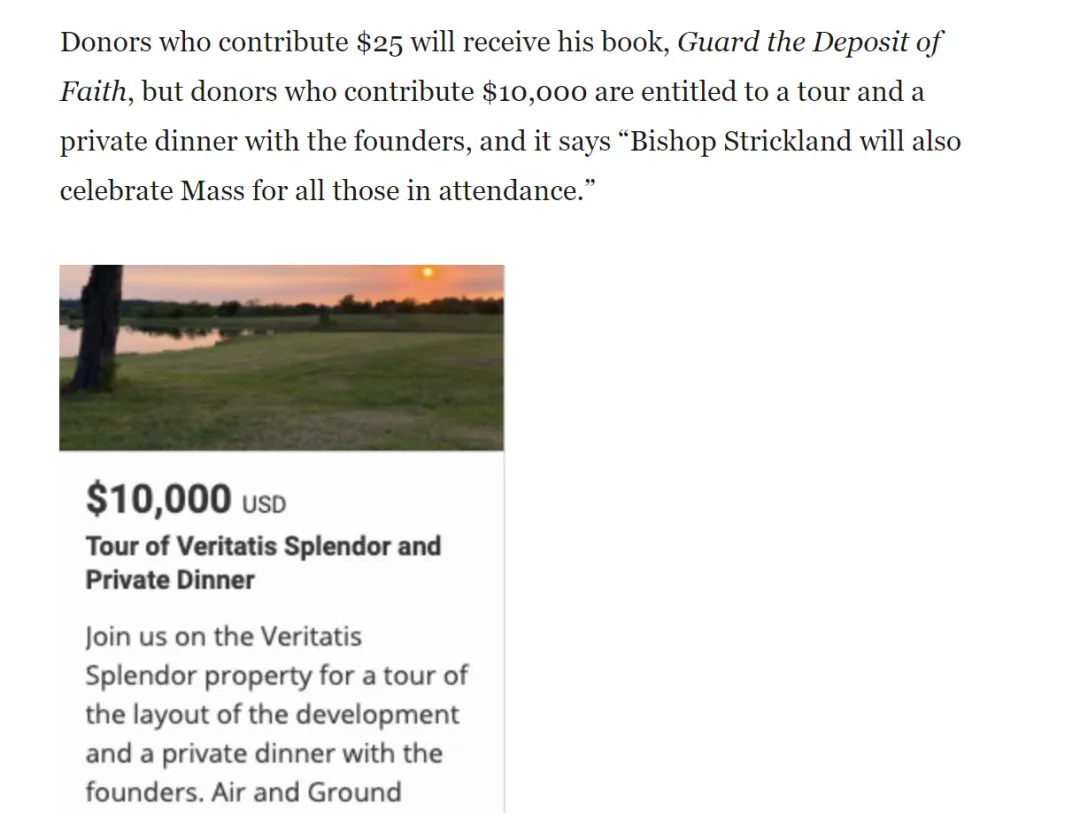 Donors who contribute $25 will receive his book, Guard the Deposit of
Faith, but donors who contribute $10,000 are entitled to a tour and a
private dinner with the founders, and it says “Bishop Strickland will also
celebrate Mass for all those in attendance.”
$10,000 USD
Tour of Veritatis Splendor and
Private Dinner
Join us on the Veritatis
Splendor property for a tour of
the layout of the development
and a private dinner with the
founders. Air and Ground